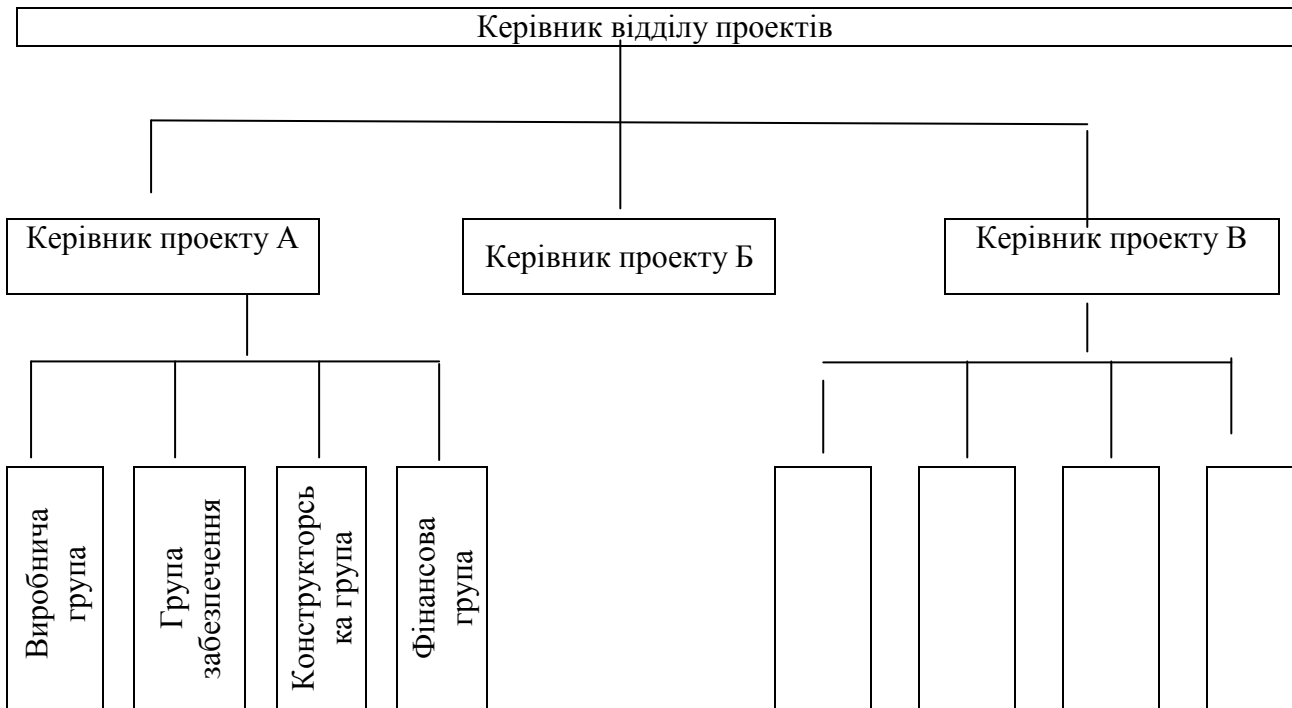 Керівник відділу проектів
Керівник проекту А
Керівник проекту Б
Керівник проекту В
Виробнича
група
Група
забезпечення
Конструкторсь
ка група
Фінансова
група